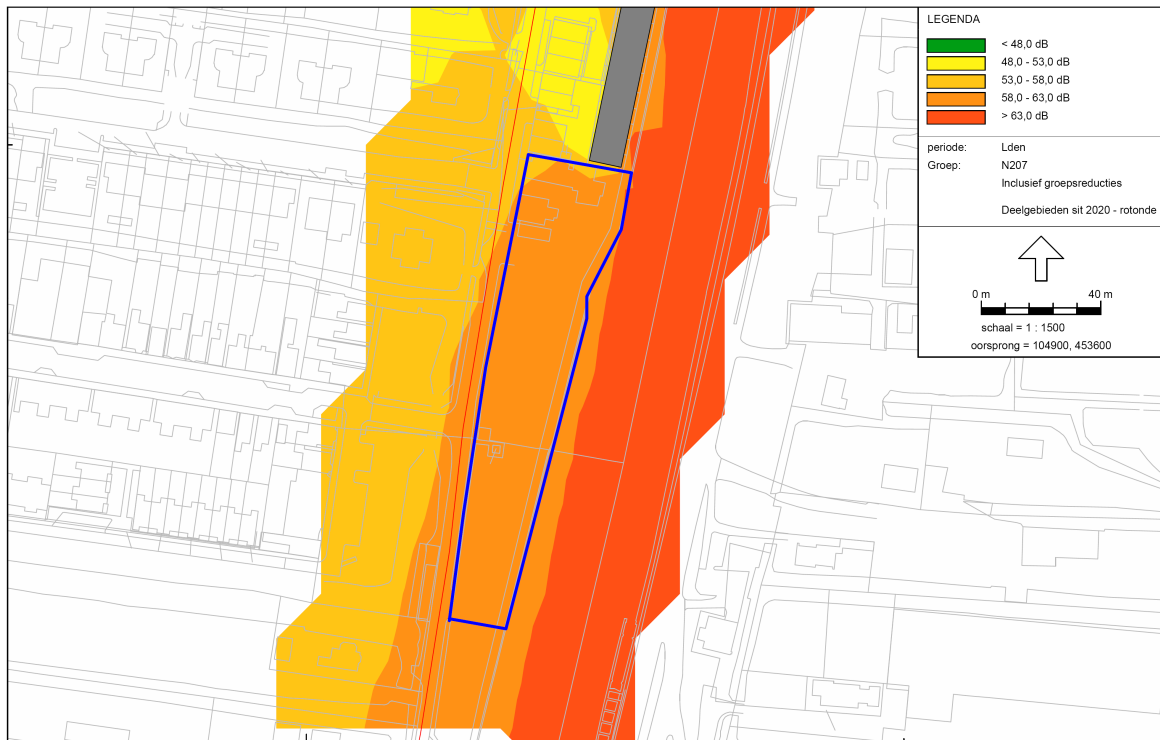 LEGENDA
< 48,0 dB
48,0 - 53,0 dB
53,0 - 58,0 dB
58,0 - 63,0 dB
> 63,0 dB
periode: Lden
Groep: N207
Inclusief groepsreducties
Deelgebieden sit 2020 - rotonde
0 m 40 m
schaal = 1 : 1500
oorsprong = 104900, 453600